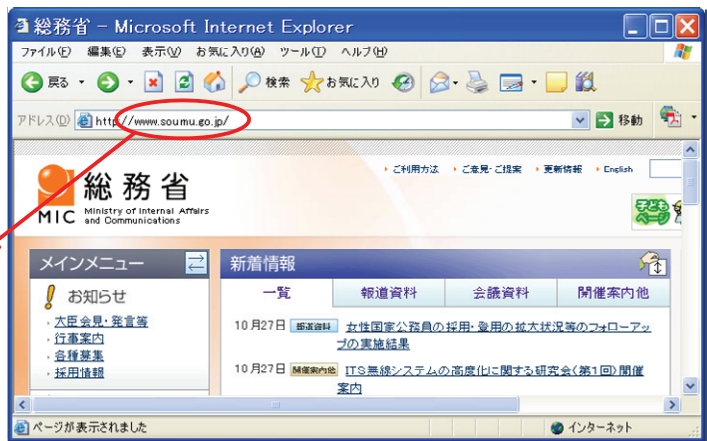 総務省 - Microsoft Internet Explorer
ファイル(F) 編集(E) 表示(V) お気に入り(A) ツール(T) ヘルプ(H)
戻る 検索 お気に入り
アドレス(D) http://www.soumu.go.jp/ 移動
ご利用方法 ご意見・ご提案 更新情報 English
総務省
MIC Ministry of Internal Affairs and Communications
子どもページ
メインメニュー
お知らせ
大臣会見・発言等
行事案内
各種募集
採用情報
新着情報
一覧 報道資料 会議資料 開催案内他
10月27日 報道資料 女性国家公務員の採用・登用の拡大状況等のフォローアッ
プの実施結果
10月27日 開催案内他 ITS無線システムの高度化に関する研究会(第1回)開催
案内
ページが表示されました インターネット